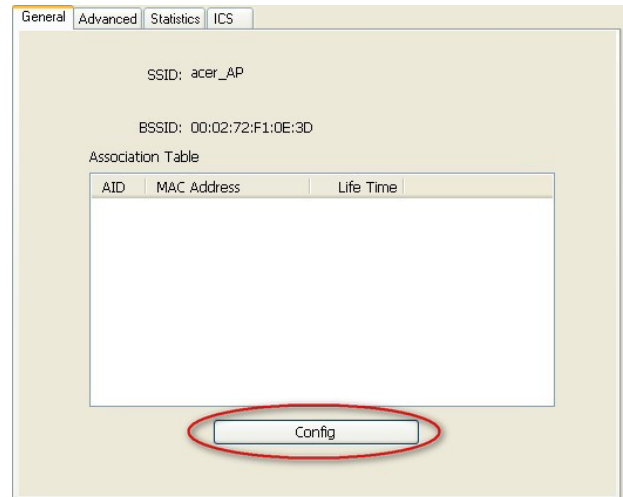 General Advanced Statistics ICS
SSID: acer_AP
BSSID: 00:02:72:F1:0E:3D
Association Table
AID MAC Address Life Time
Config